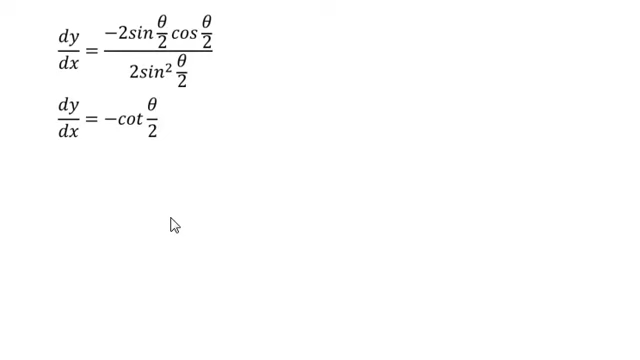 dy/dx = (-2sin θ/2 cos θ/2)/(2sin² θ/2)
dy/dx = -cot θ/2